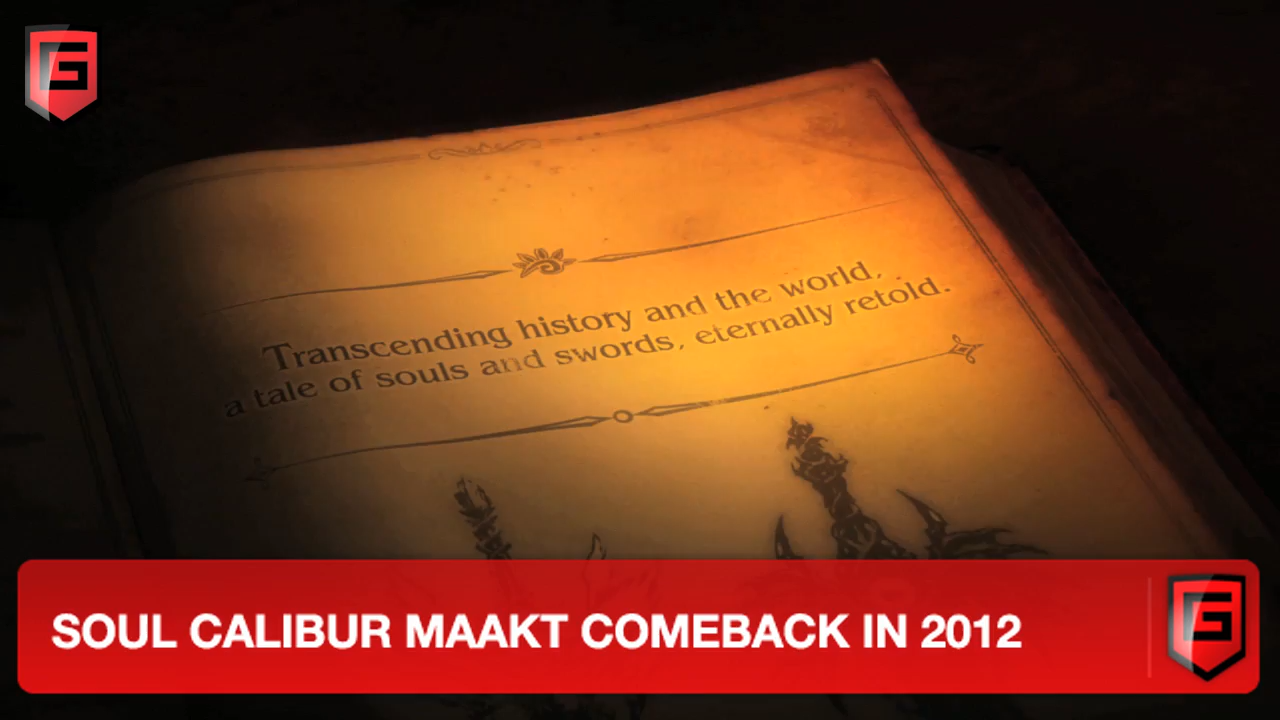 Transcending history and the world,
a tale of souls and swords, eternally retold.
SOUL CALIBUR MAAKT COMEBACK IN 2012